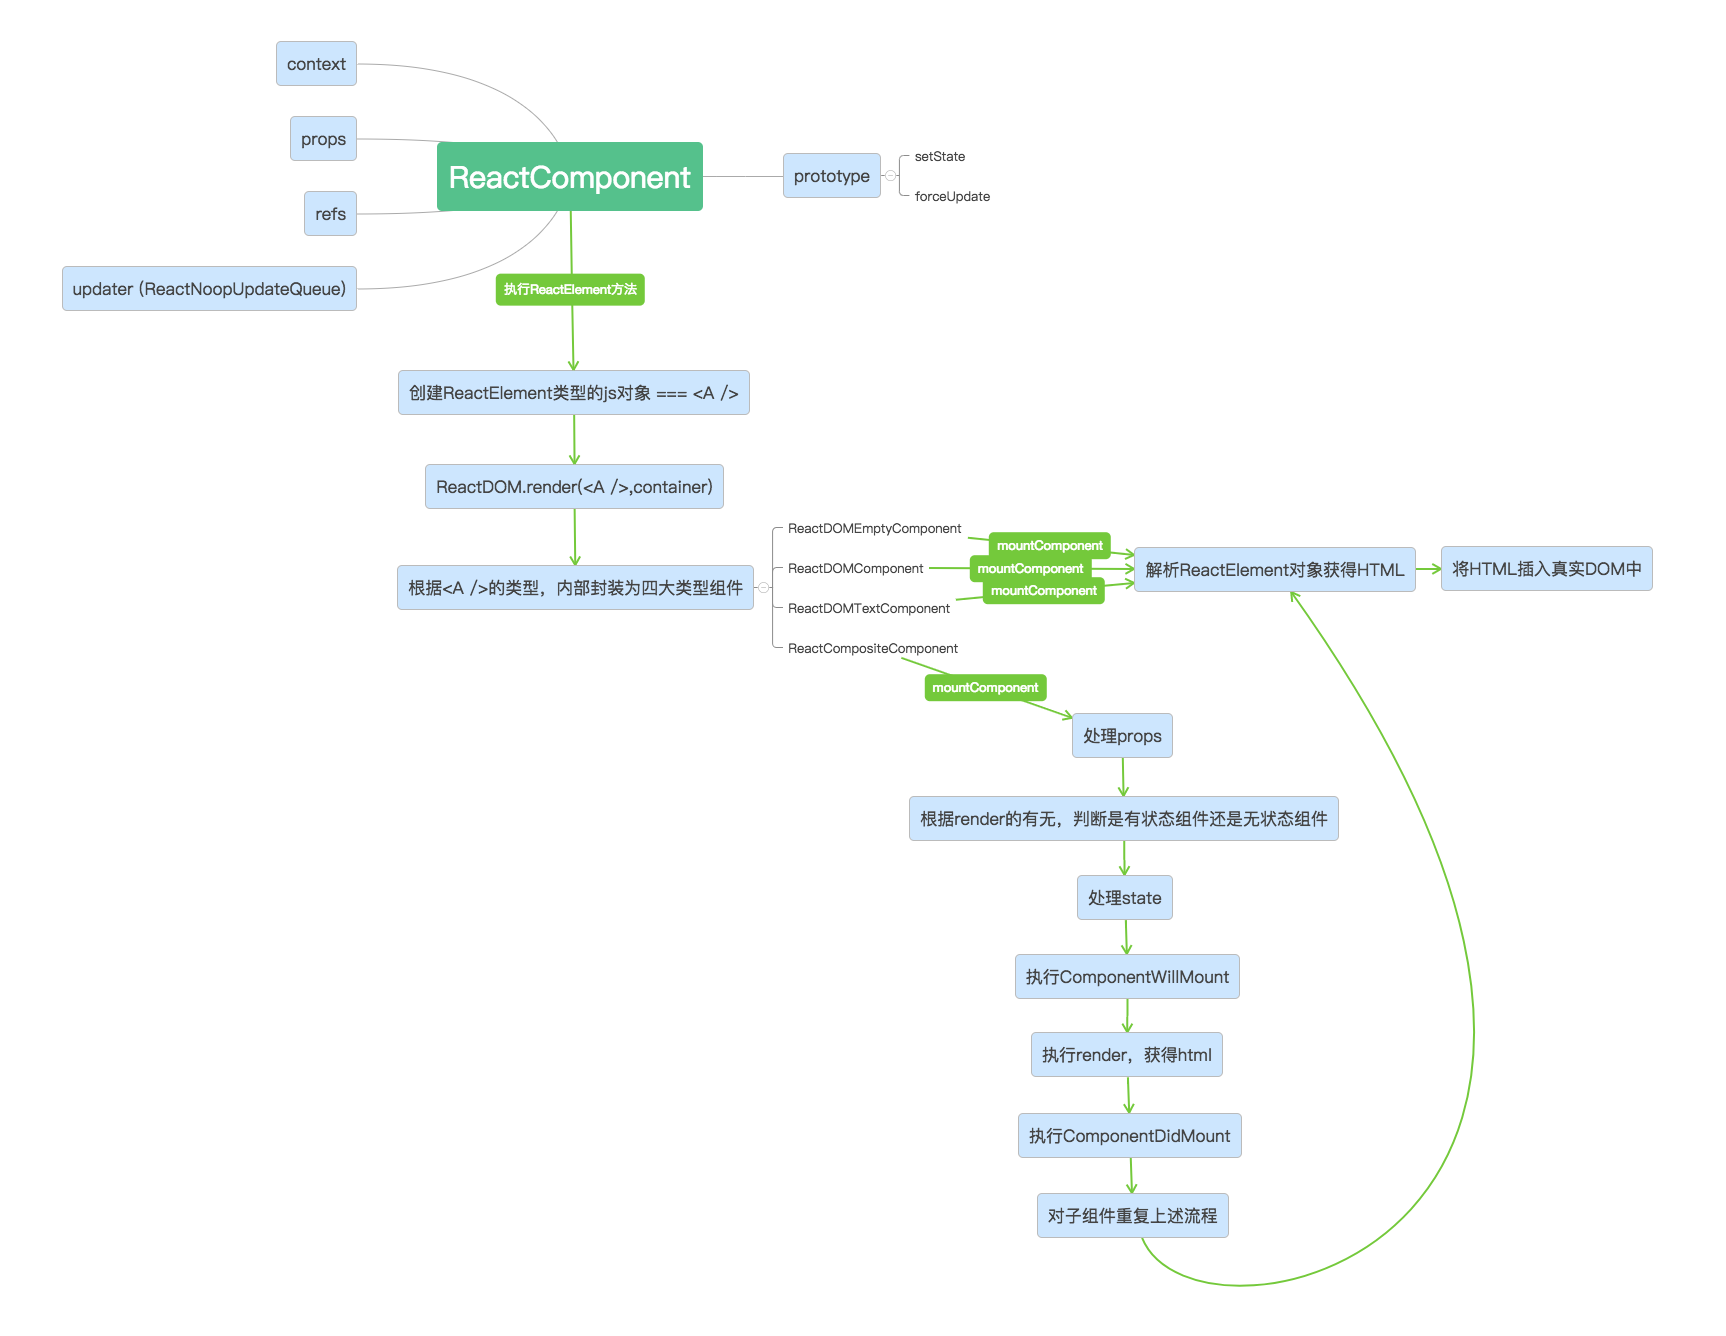 context
props
ReactComponent
prototype
setState
forceUpdate
refs
updater (ReactNoopUpdateQueue)
执行ReactElement方法
创建ReactElement类型的js对象 === <A />
ReactDOM.render(<A />,container)
根据<A />的类型，内部封装为四大类型组件
ReactDOMEmptyComponent
mountComponent
ReactDOMComponent
mountComponent
ReactDOMTextComponent
mountComponent
解析ReactElement对象获得HTML
将HTML插入真实DOM中
ReactCompositeComponent
mountComponent
处理props
根据render的有无，判断是有状态组件还是无状态组件
处理state
执行ComponentWillMount
执行render，获得html
执行ComponentDidMount
对子组件重复上述流程